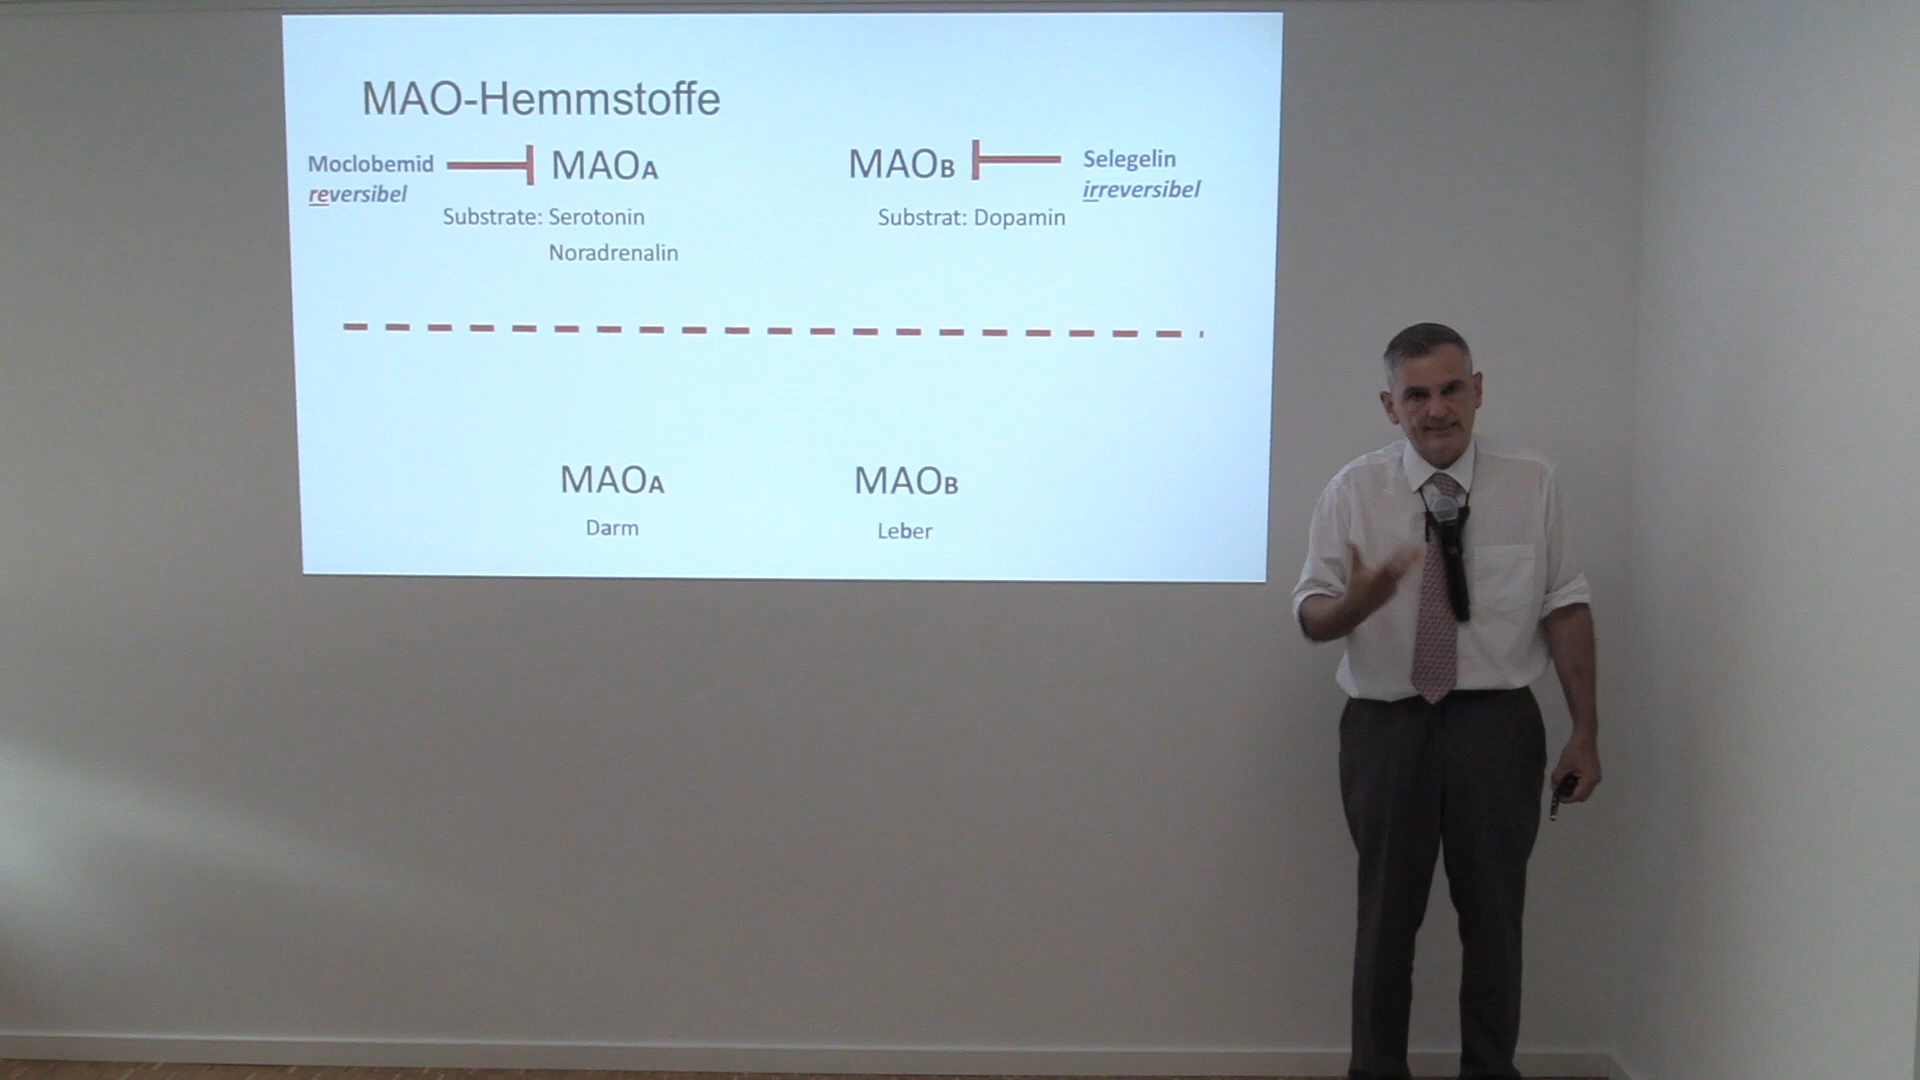 MAO-Hemmstoffe
Moclobemid
reversibel
MAOA
Substrate: Serotonin
Noradrenalin
MAOB
Selegelin
irreversibel
Substrat: Dopamin
MAOA
Darm
MAOB
Leber